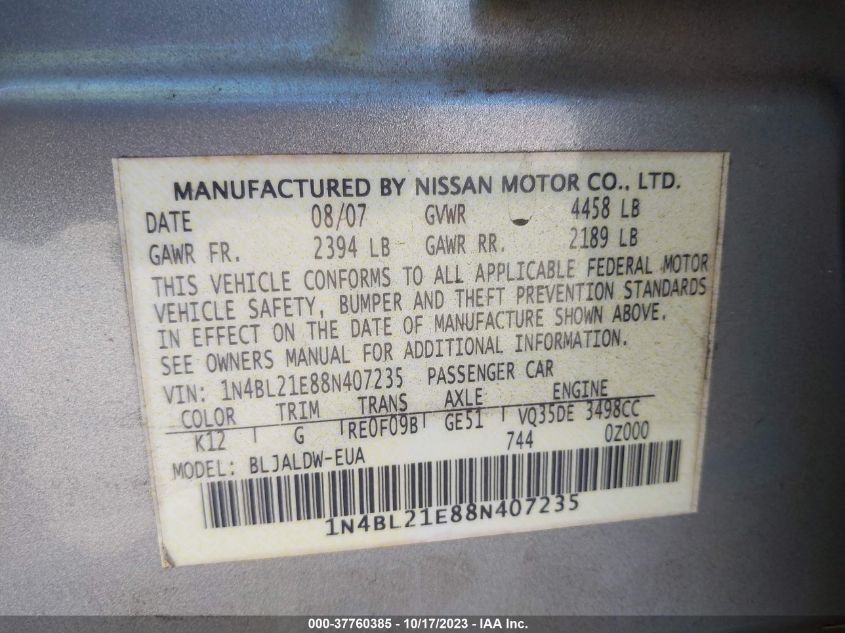 MANUFACTURED BY NISSAN MOTOR CO., LTD.
DATE 08/07 GVWR 4458 LB
GAWR FR. 2394 LB GAWR RR. 2189 LB
THIS VEHICLE CONFORMS TO ALL APPLICABLE FEDERAL MOTOR
VEHICLE SAFETY, BUMPER AND THEFT PREVENTION STANDARDS
IN EFFECT ON THE DATE OF MANUFACTURE SHOWN ABOVE.
SEE OWNERS MANUAL FOR ADDITIONAL INFORMATION.
VIN: 1N4BL21E88N407235 PASSENGER CAR
COLOR TRIM TRANS AXLE ENGINE
K12 G RE0F09B GE51 VQ35DE 3498CC
MODEL: BLJALDW-EUA 744 0Z000
1N4BL21E88N407235
000-37760385 - 10/17/2023 - IAA Inc.